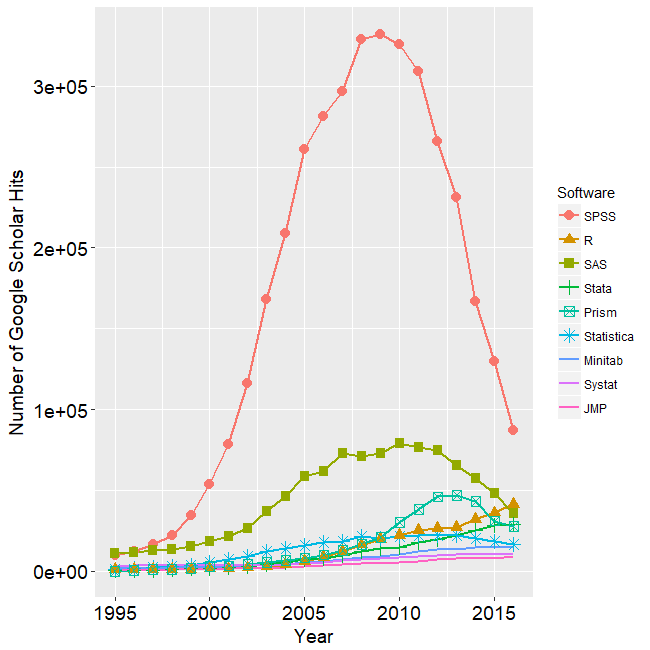 Number of Google Scholar Hits
3e+05
2e+05
1e+05
0e+00
1995 2000 2005 2010 2015
Year
Software
SPSS
R
SAS
Stata
Prism
Statistica
Minitab
Systat
JMP